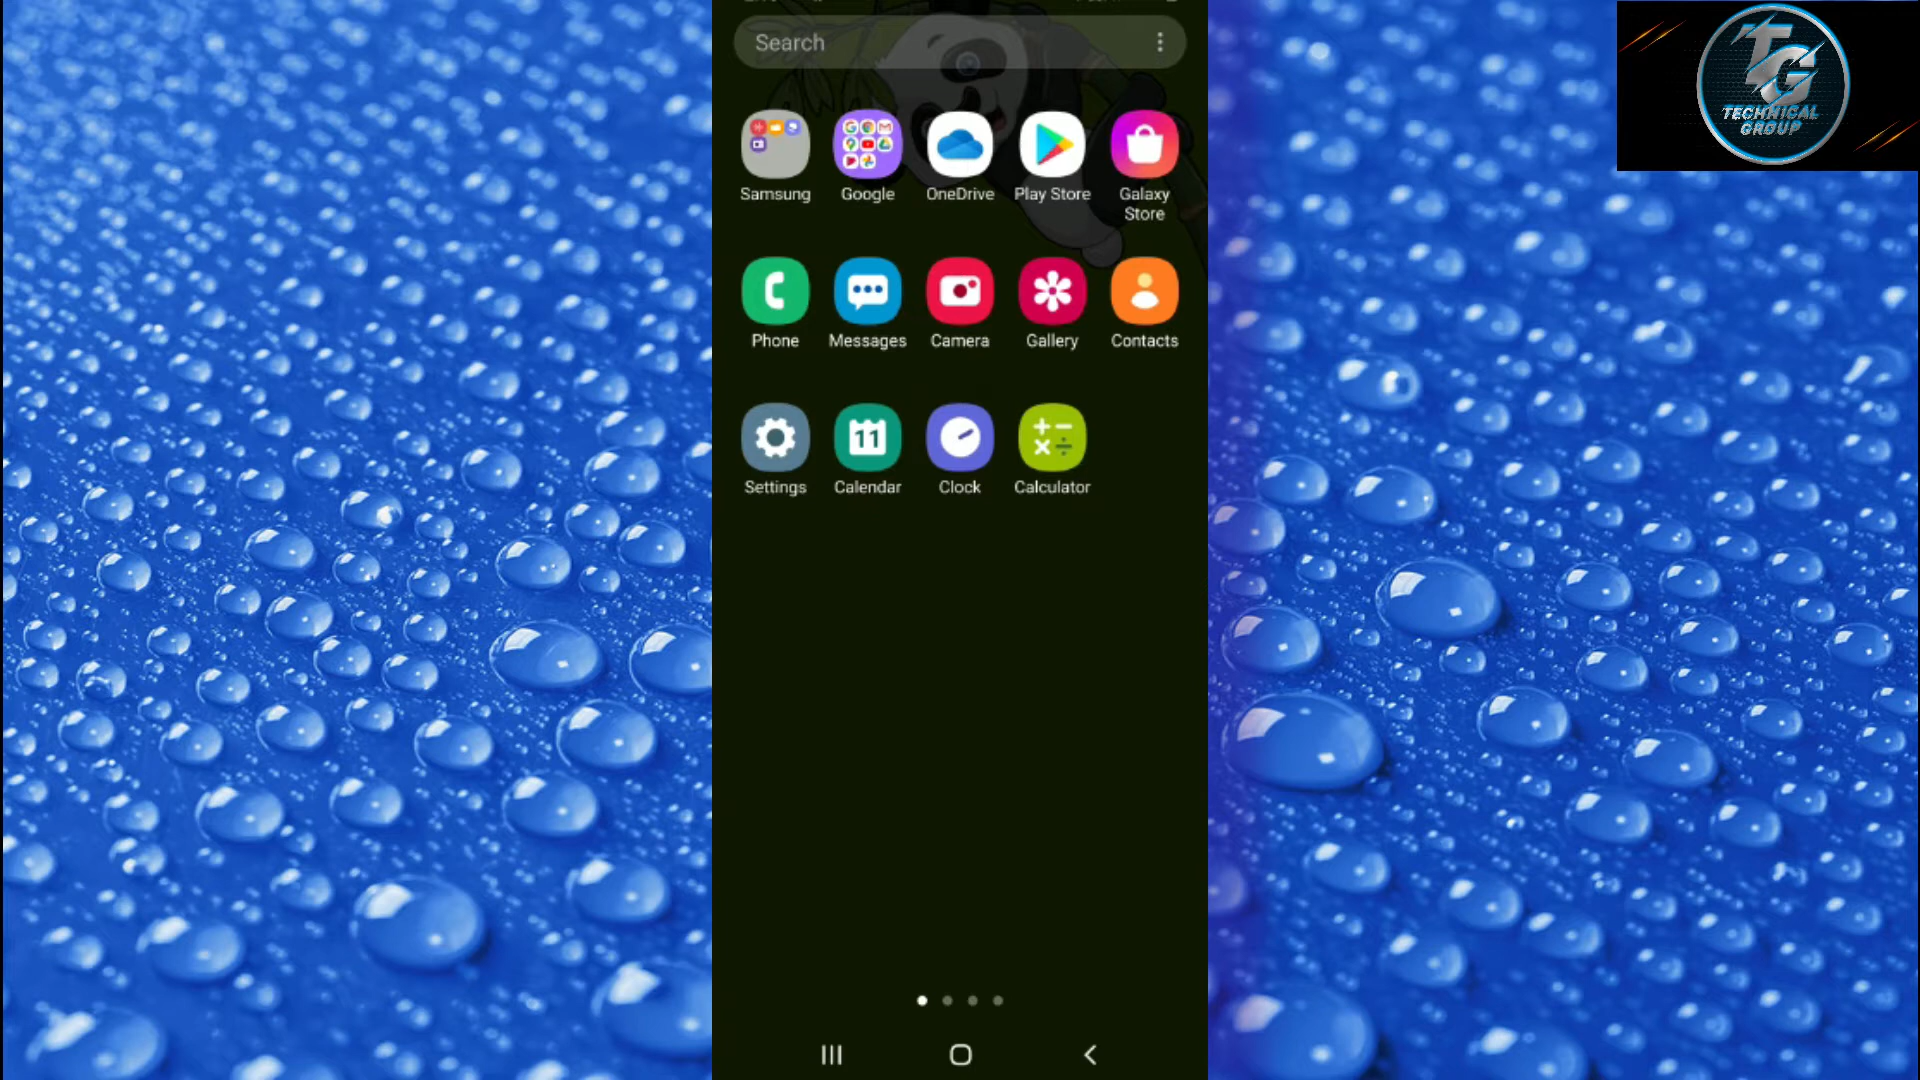 Search
TECHNICAL
GROUP
Samsung
Google
OneDrive
Play Store
Galaxy
Store
Phone
Messages
Camera
Gallery
Contacts
11
Settings
Calendar
Clock
Calculator